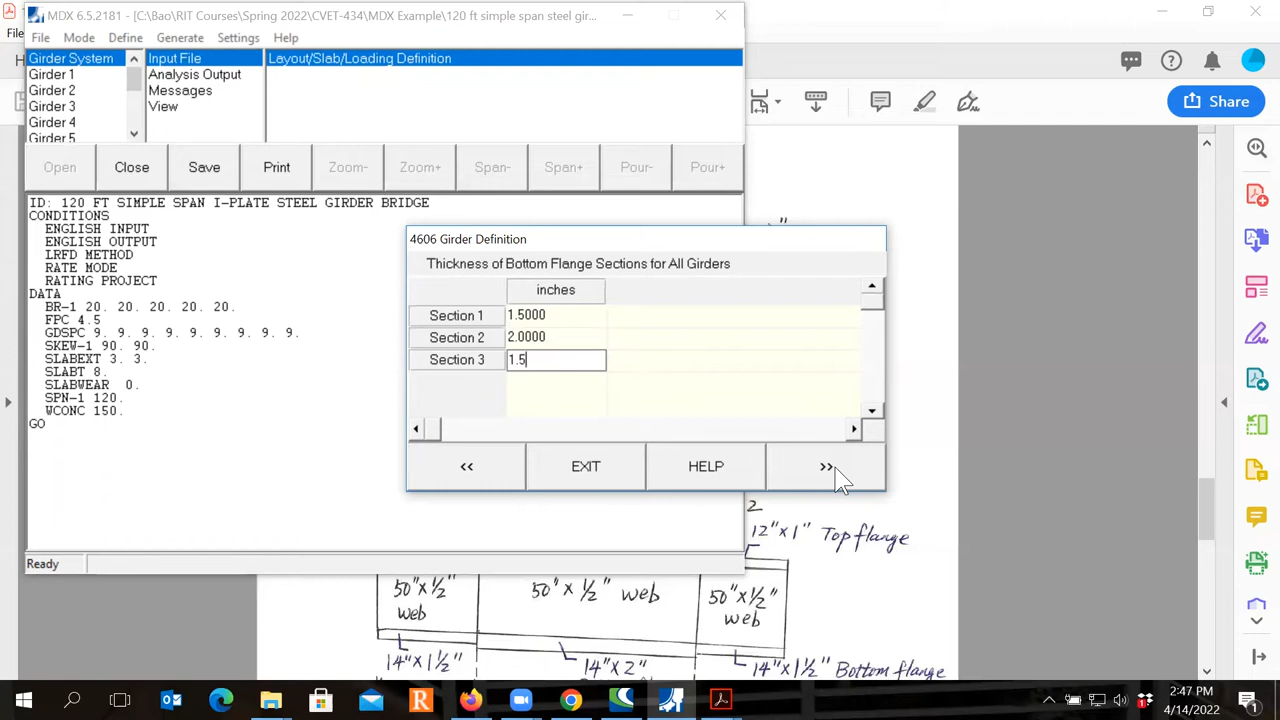 MDX 6.5.2181 - [C:\Bao\RIT Courses\Spring 2022\CVET-434\MDX Example\120 ft simple span steel gir...
File Mode Define Generate Settings Help
Girder System
Girder 1
Girder 2
Girder 3
Girder 4
Girder 5
Input File
Analysis Output
Messages
View
Layout/Slab/Loading Definition
Share
Open Close Save Print Zoom- Zoom+ Span- Span+ Pour- Pour+
ID: 120 FT SIMPLE SPAN I-PLATE STEEL GIRDER BRIDGE
CONDITIONS
ENGLISH INPUT
ENGLISH OUTPUT
LRFD METHOD
RATE MODE
RATING PROJECT
DATA
BR-1 20. 20. 20. 20. 20.
FPC 4.5
GDSPC 9. 9. 9. 9. 9. 9. 9. 9. 9.
SKEW-1 90. 90.
SLABEXT 3. 3.
SLABT 8.
SLABWEAR 0.
SPN-1 120.
WCONC 150.
GO
4606 Girder Definition
Thickness of Bottom Flange Sections for All Girders
inches
Section 1 1.5000
Section 2 2.0000
Section 3 1.5
<< EXIT HELP >>
2
12"x1" Top flange
50"x½" web
50"x½" web
50"x½" web
14"x1½"
14"x2"
14"x1½" Bottom flange
Ready
2:47 PM
4/14/2022